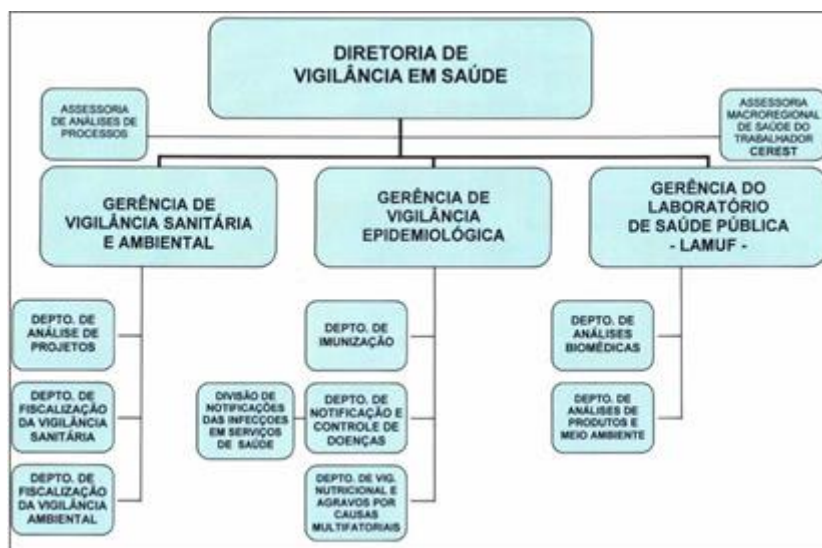 DIRETORIA DE
VIGILÂNCIA EM SAÚDE
ASSESSORIA
DE ANÁLISES DE
PROCESSOS
ASSESSORIA
MACROREGIONAL
DE SAÚDE DO
TRABALHADOR
CEREST
GERÊNCIA DE
VIGILÂNCIA SANITÁRIA
E AMBIENTAL
GERÊNCIA DE
VIGILÂNCIA
EPIDEMIOLÓGICA
GERÊNCIA DO
LABORATÓRIO
DE SAÚDE PÚBLICA
- LAMUF -
DEPTO. DE
ANÁLISE DE
PROJETOS
DEPTO. DE
FISCALIZAÇÃO
DA VIGILÂNCIA
SANITÁRIA
DEPTO. DE
FISCALIZAÇÃO
DA VIGILÂNCIA
AMBIENTAL
DEPTO. DE
IMUNIZAÇÃO
DIVISÃO DE
NOTIFICAÇÕES
DAS INFECÇOES
EM SERVIÇOS
DE SAÚDE
DEPTO. DE
NOTIFICAÇÃO E
CONTROLE DE
DOENÇAS
DEPTO. DE VIG.
NUTRICIONAL E
AGRAVOS POR
CAUSAS
MULTIFATORIAIS
DEPTO. DE
ANÁLISES
BIOMÉDICAS
DEPTO. DE
ANÁLISES DE
PRODUTOS E
MEIO AMBIENTE